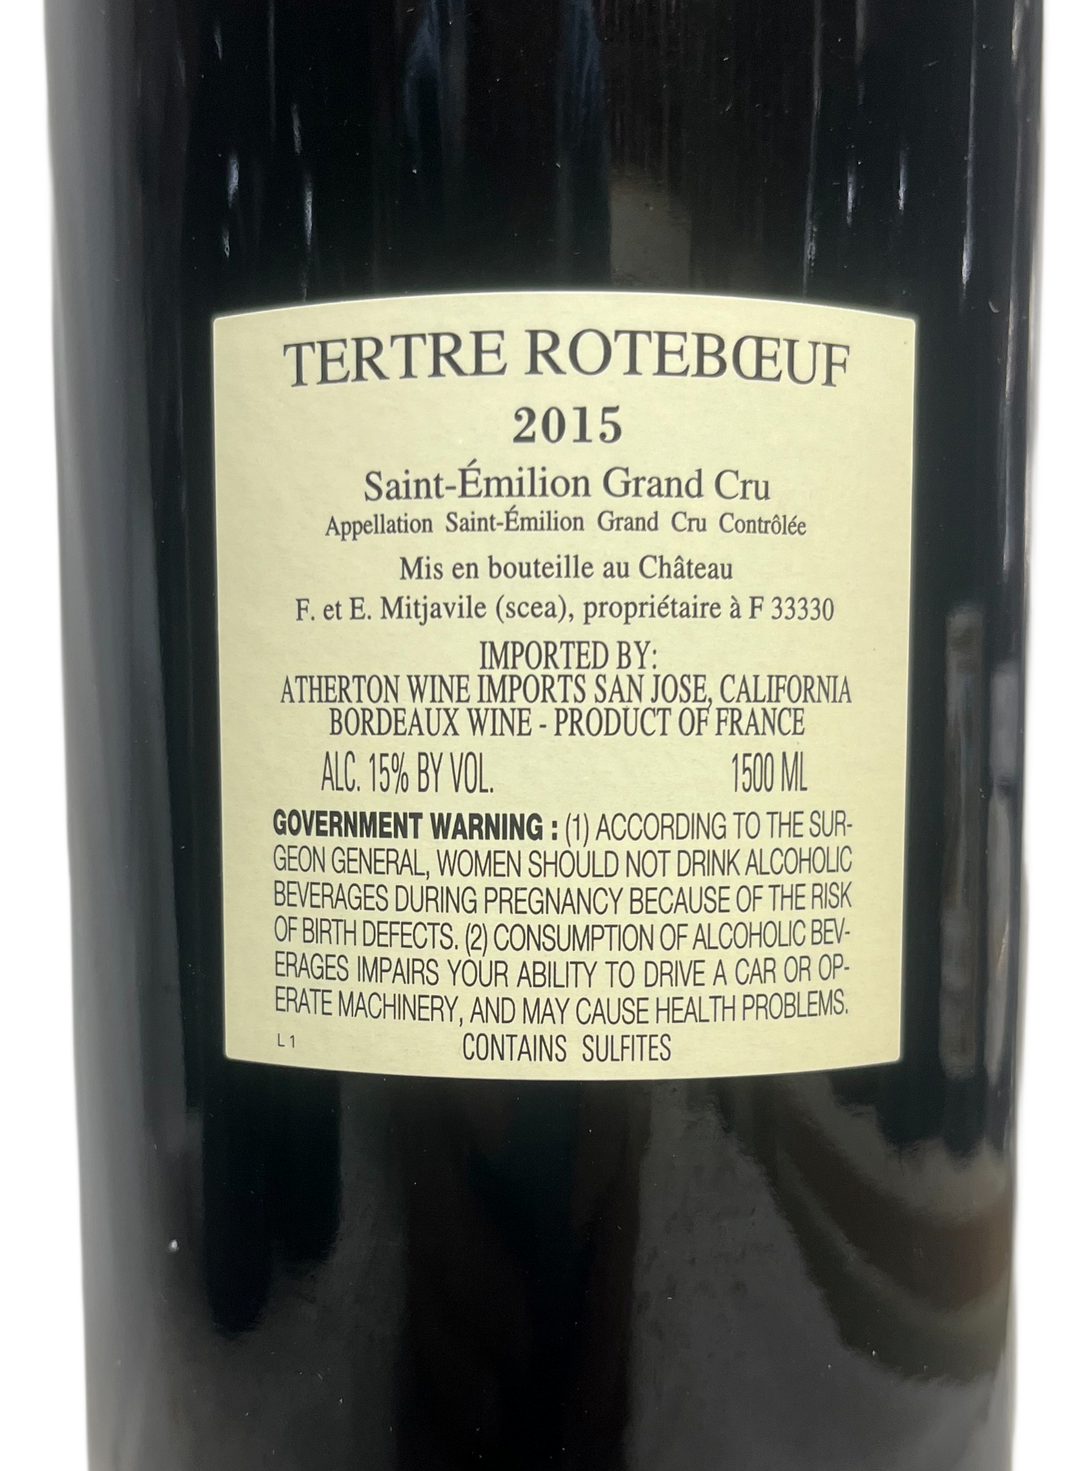 TERTRE ROTEBŒUF
2015
Saint-Émilion Grand Cru
Appellation Saint-Émilion Grand Cru Contrôlée
Mis en bouteille au Château
F. et E. Mitjavile (scea), propriétaire à F 33330
IMPORTED BY:
ATHERTON WINE IMPORTS SAN JOSE, CALIFORNIA
BORDEAUX WINE - PRODUCT OF FRANCE
ALC. 15% BY VOL. 1500 ML
GOVERNMENT WARNING : (1) ACCORDING TO THE SUR-
GEON GENERAL, WOMEN SHOULD NOT DRINK ALCOHOLIC
BEVERAGES DURING PREGNANCY BECAUSE OF THE RISK
OF BIRTH DEFECTS. (2) CONSUMPTION OF ALCOHOLIC BEV-
ERAGES IMPAIRS YOUR ABILITY TO DRIVE A CAR OR OP-
ERATE MACHINERY, AND MAY CAUSE HEALTH PROBLEMS.
L 1 CONTAINS SULFITES